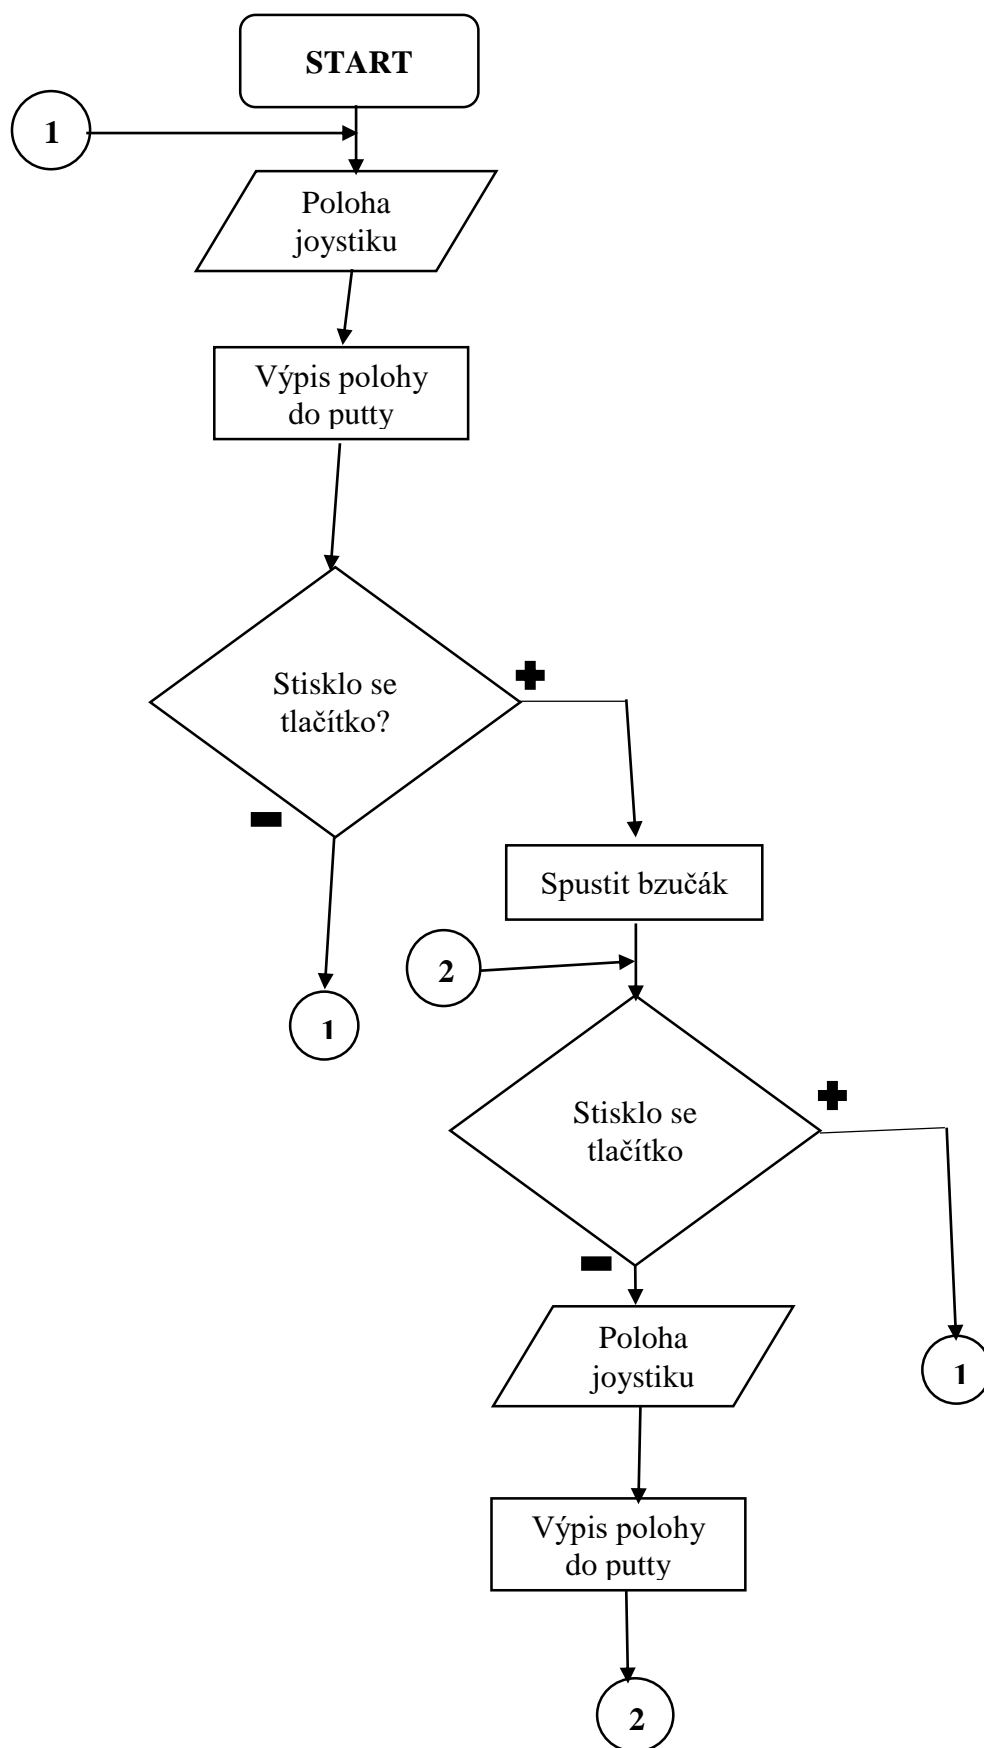 START
1
Poloha
joystiku
Výpis polohy
do putty
Stisklo se
tlačítko?
+
-
Spustit bzučák
2
1
Stisklo se
tlačítko
+
-
Poloha
joystiku
1
Výpis polohy
do putty
2